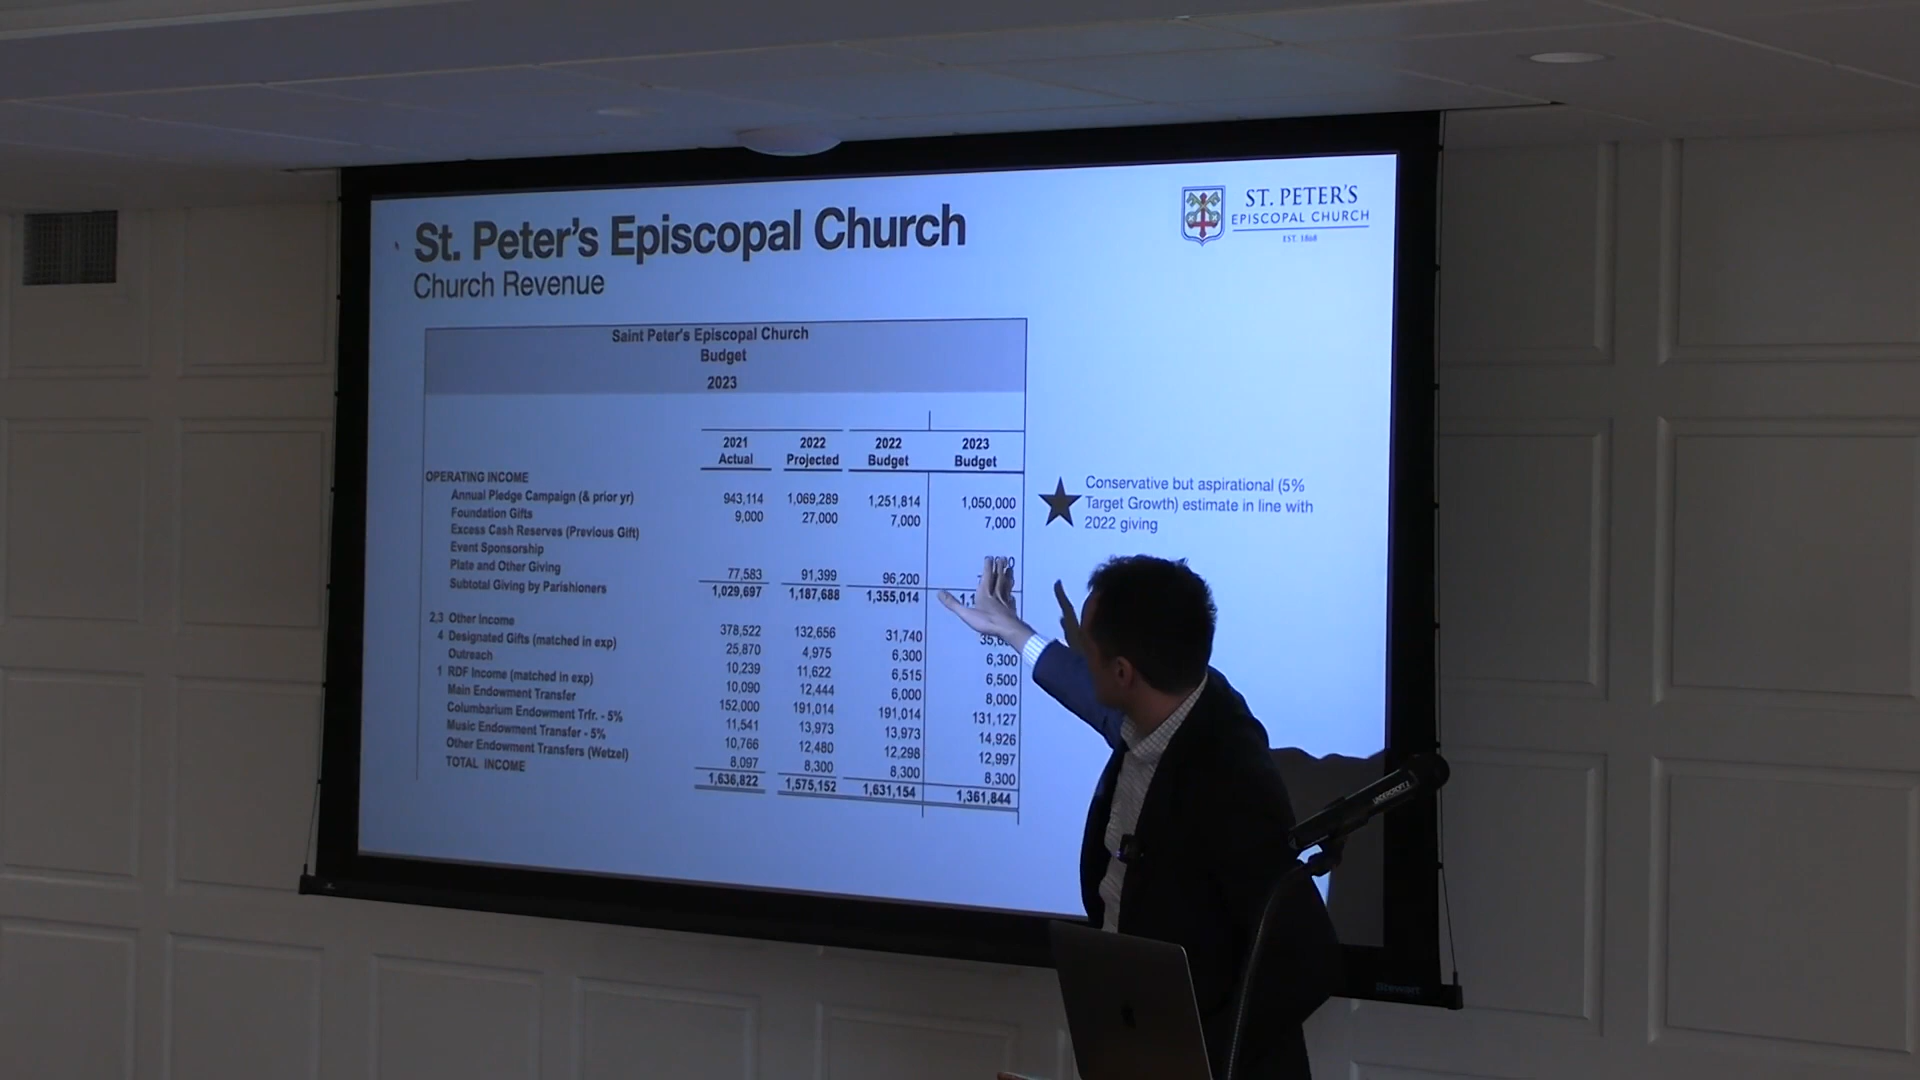 St. Peter's Episcopal Church
Church Revenue
ST. PETER'S
EPISCOPAL CHURCH
EST. 1868
Saint Peter's Episcopal Church
Budget
2023
2021 2022 2022 2023
Actual Projected Budget Budget
OPERATING INCOME
Annual Pledge Campaign (& prior yr) 943,114 1,069,289 1,251,814 1,050,000
Foundation Gifts 9,000 27,000 7,000 7,000
Excess Cash Reserves (Previous Gift)
Event Sponsorship
Plate and Other Giving 77,583 91,399 96,200
Subtotal Giving by Parishioners 1,029,697 1,187,688 1,355,014
2,3 Other Income 378,522 132,656 31,740
4 Designated Gifts (matched in exp) 25,870 4,975 6,300 6,300
Outreach 10,239 11,622 6,515 6,500
1 RDF Income (matched in exp) 10,090 12,444 6,000 8,000
Main Endowment Transfer 152,000 191,014 191,014 131,127
Columbarium Endowment Trfr. - 5% 11,541 13,973 13,973 14,926
Music Endowment Transfer - 5% 10,766 12,480 12,298 12,997
Other Endowment Transfers (Wetzel) 8,097 8,300 8,300 8,300
TOTAL INCOME 1,636,822 1,575,152 1,631,154 1,361,844
Conservative but aspirational (5%
Target Growth) estimate in line with
2022 giving
Stewart